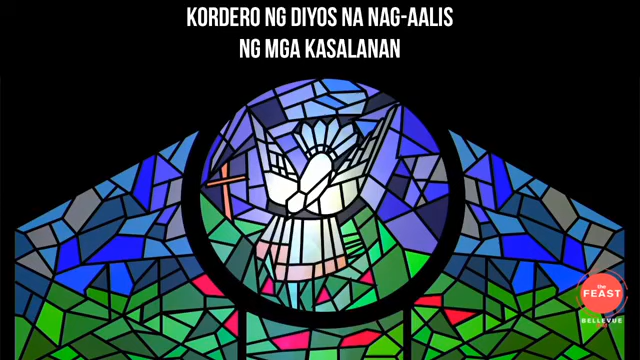 KORDERO NG DIYOS NA NAG-AALIS
NG MGA KASALANAN
the
FEAST
BELLEVUE